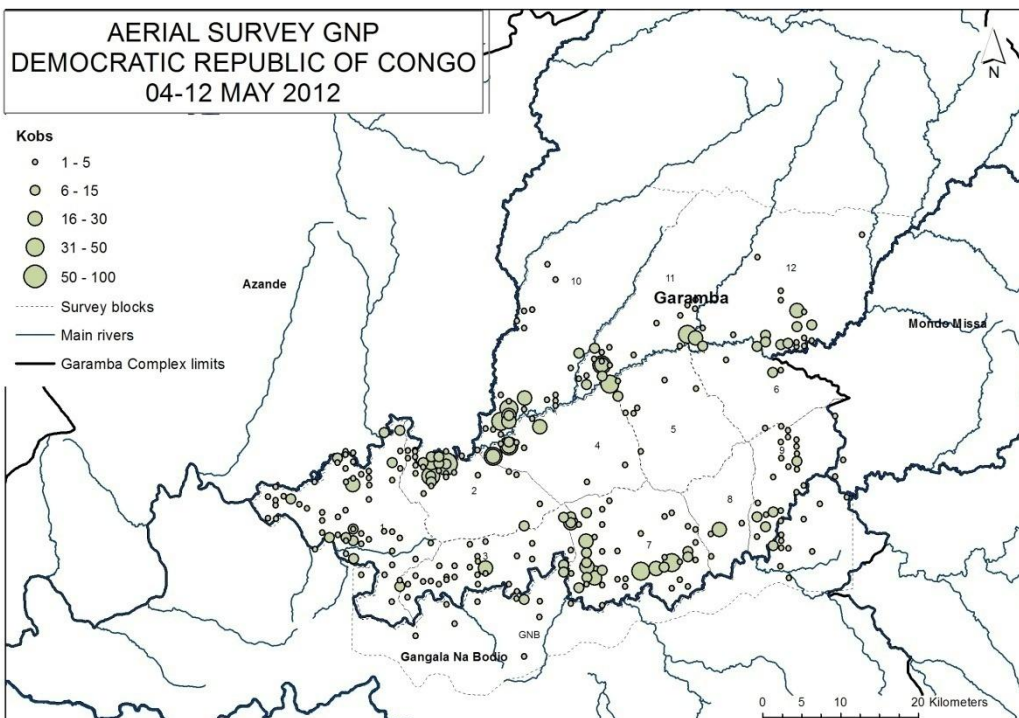 AERIAL SURVEY GNP
DEMOCRATIC REPUBLIC OF CONGO
04-12 MAY 2012
N
Kobs
1 - 5
6 - 15
16 - 30
31 - 50
50 - 100
Survey blocks
Main rivers
Garamba Complex limits
Azande
10
11
12
Garamba
Mondo Missa
6
5
4
9
2
8
1
3
7
GNB
Gangala Na Bodio
0 5 10 20 Kilometers